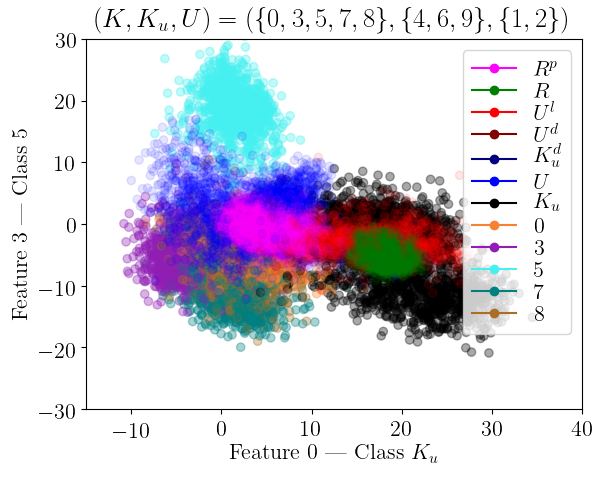 (K, K_u, U) = ({0, 3, 5, 7, 8}, {4, 6, 9}, {1, 2})
30
20
10
0
−10
−20
−30
Feature 3 — Class 5
R^p
R
U^l
U^d
K_u^d
U
K_u
0
3
5
7
8
−10 0 10 20 30 40
Feature 0 — Class K_u